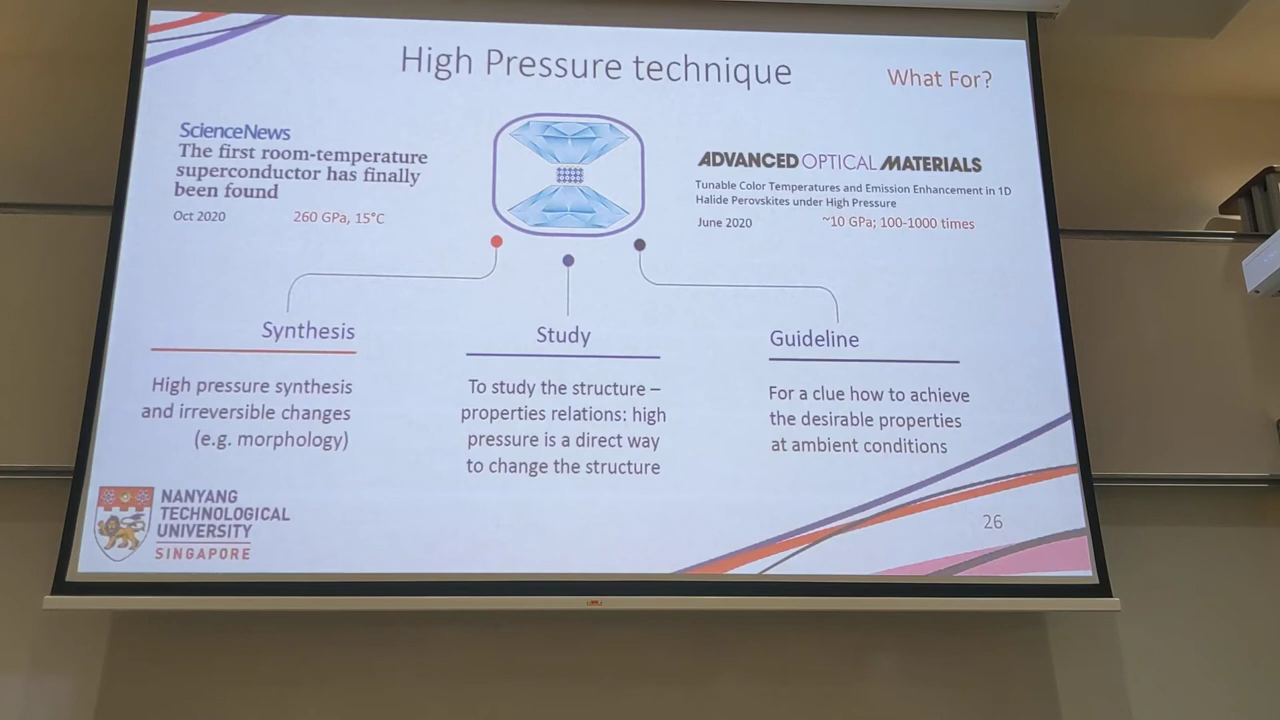 High Pressure technique
What For?
ScienceNews
The first room-temperature
superconductor has finally
been found
Oct 2020
260 GPa, 15°C
ADVANCED OPTICAL MATERIALS
Tunable Color Temperatures and Emission Enhancement in 1D
Halide Perovskites under High Pressure
June 2020
~10 GPa; 100-1000 times
Synthesis
High pressure synthesis
and irreversible changes
(e.g. morphology)
Study
To study the structure –
properties relations: high
pressure is a direct way
to change the structure
Guideline
For a clue how to achieve
the desirable properties
at ambient conditions
NANYANG
TECHNOLOGICAL
UNIVERSITY
SINGAPORE
26